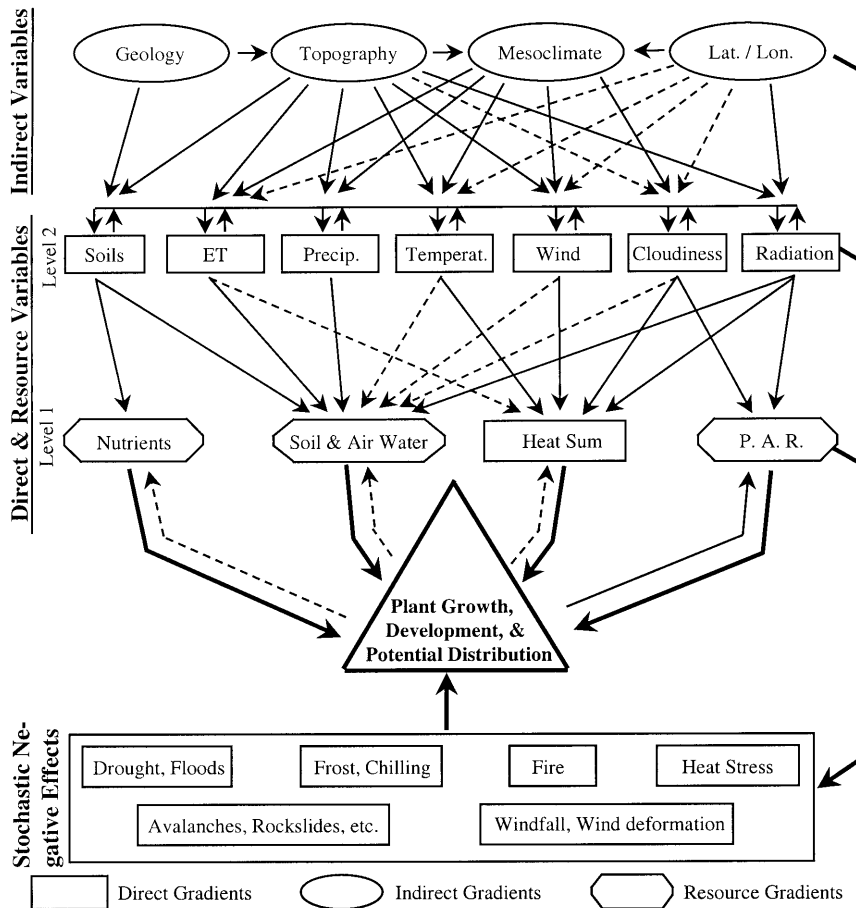 Indirect Variables
Geology
Topography
Mesoclimate
Lat. / Lon.
Direct & Resource Variables
Level 2
Soils
ET
Precip.
Temperat.
Wind
Cloudiness
Radiation
Level 1
Nutrients
Soil & Air Water
Heat Sum
P. A. R.
Plant Growth,
Development, &
Potential Distribution
Stochastic Ne-
gative Effects
Drought, Floods
Frost, Chilling
Fire
Heat Stress
Avalanches, Rockslides, etc.
Windfall, Wind deformation
Direct Gradients
Indirect Gradients
Resource Gradients